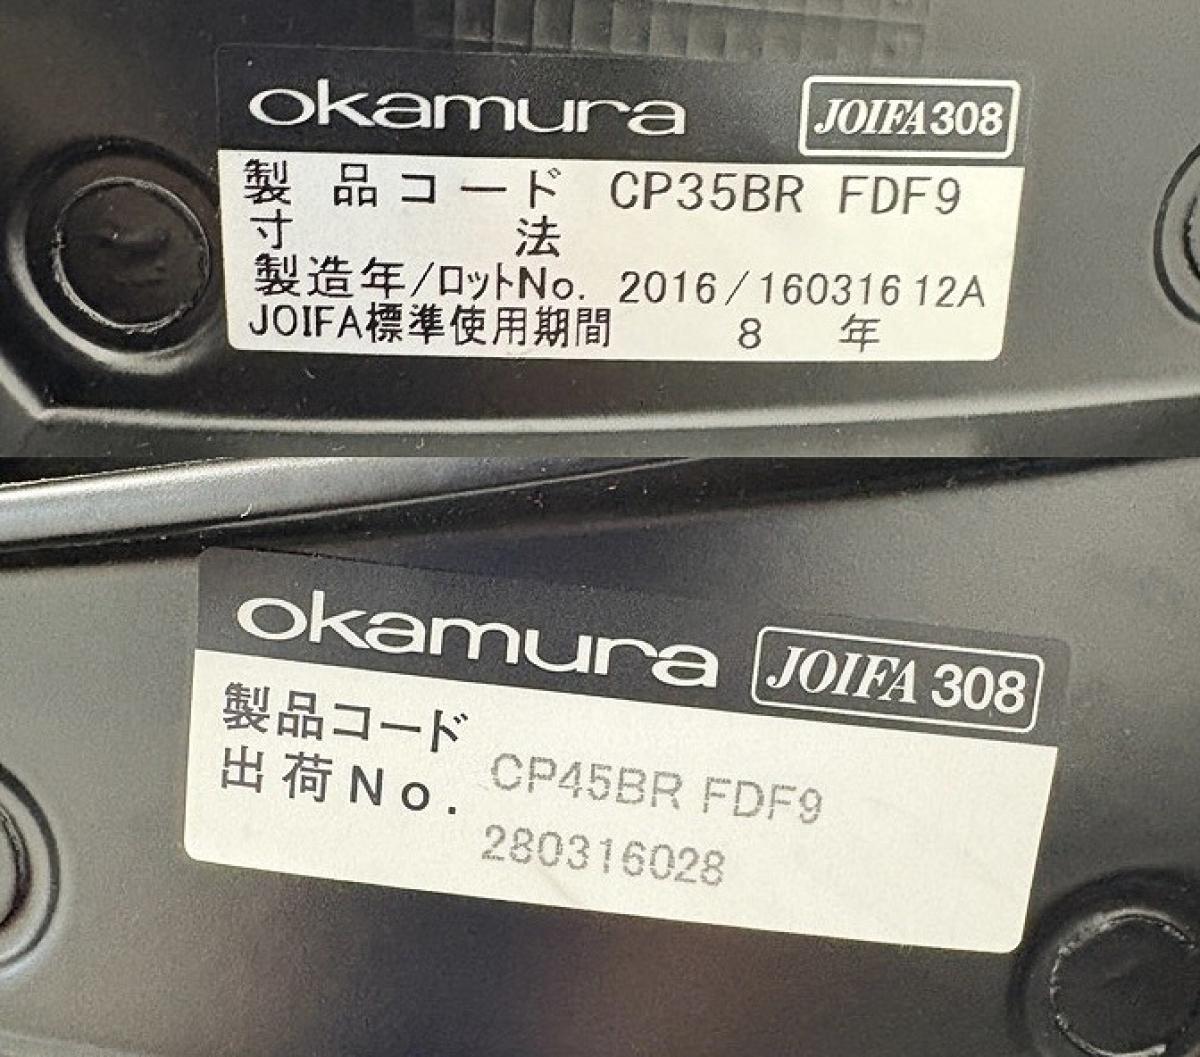 okamura JOIFA308
製品コード CP35BR FDF9
寸法
製造年/ロットNo. 2016/16031612A
JOIFA標準使用期間 8 年
okamura JOIFA 308
製品コード CP45BR FDF9
出荷No. 280316028